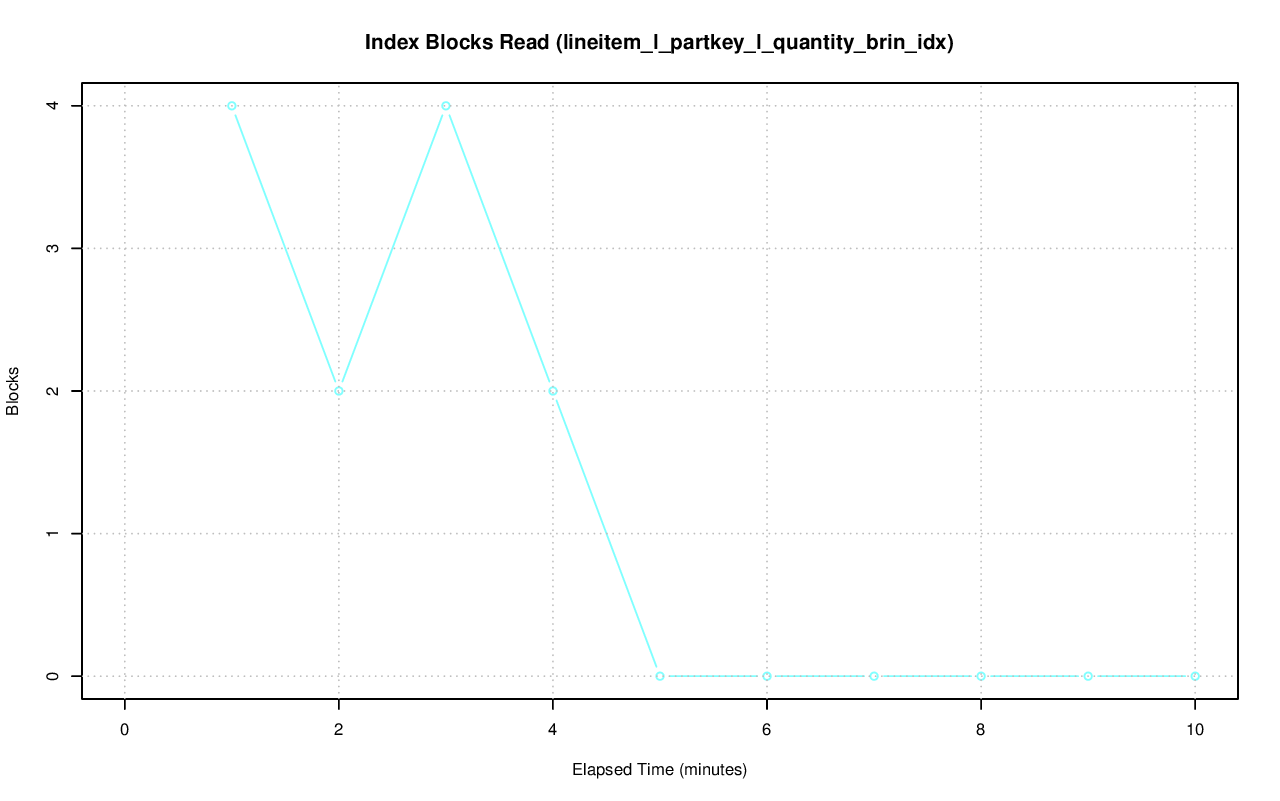 Index Blocks Read (lineitem_l_partkey_l_quantity_brin_idx)
4
3
2
1
0
Blocks
0 2 4 6 8 10
Elapsed Time (minutes)